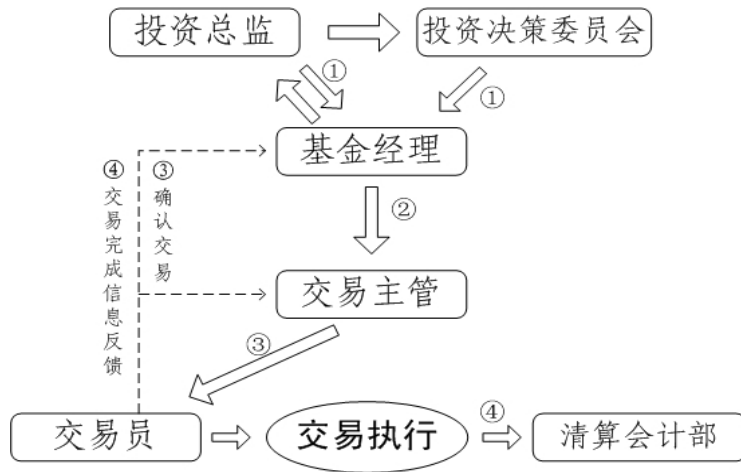 投资总监
投资决策委员会
①
①
基金经理
④交易完成信息反馈
③确认交易
②
交易主管
③
交易员
交易执行
④
清算会计部